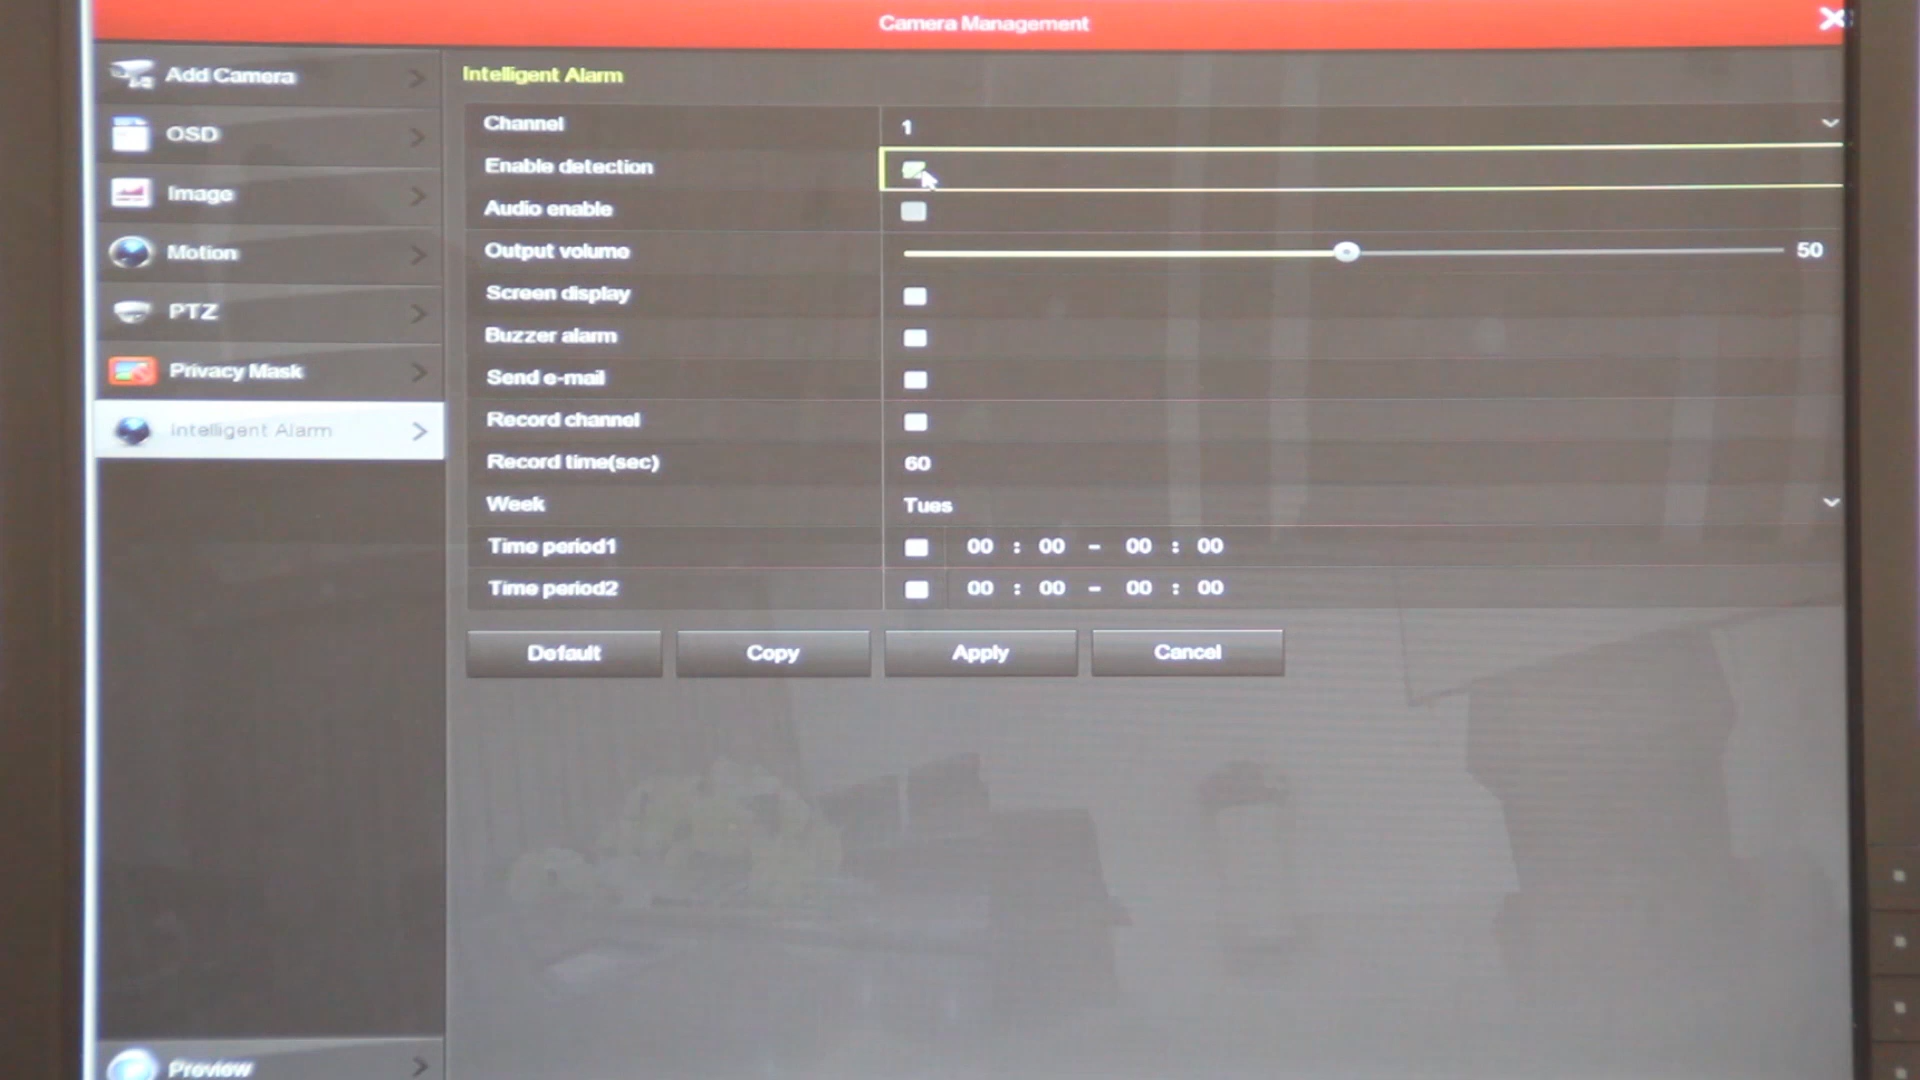 Camera Management
Add Camera
OSD
Image
Motion
PTZ
Privacy Mask
Intelligent Alarm
Preview
Intelligent Alarm
Channel 1
Enable detection
Audio enable
Output volume 50
Screen display
Buzzer alarm
Send e-mail
Record channel
Record time(sec) 60
Week Tues
Time period1 00 : 00 - 00 : 00
Time period2 00 : 00 - 00 : 00
Default Copy Apply Cancel